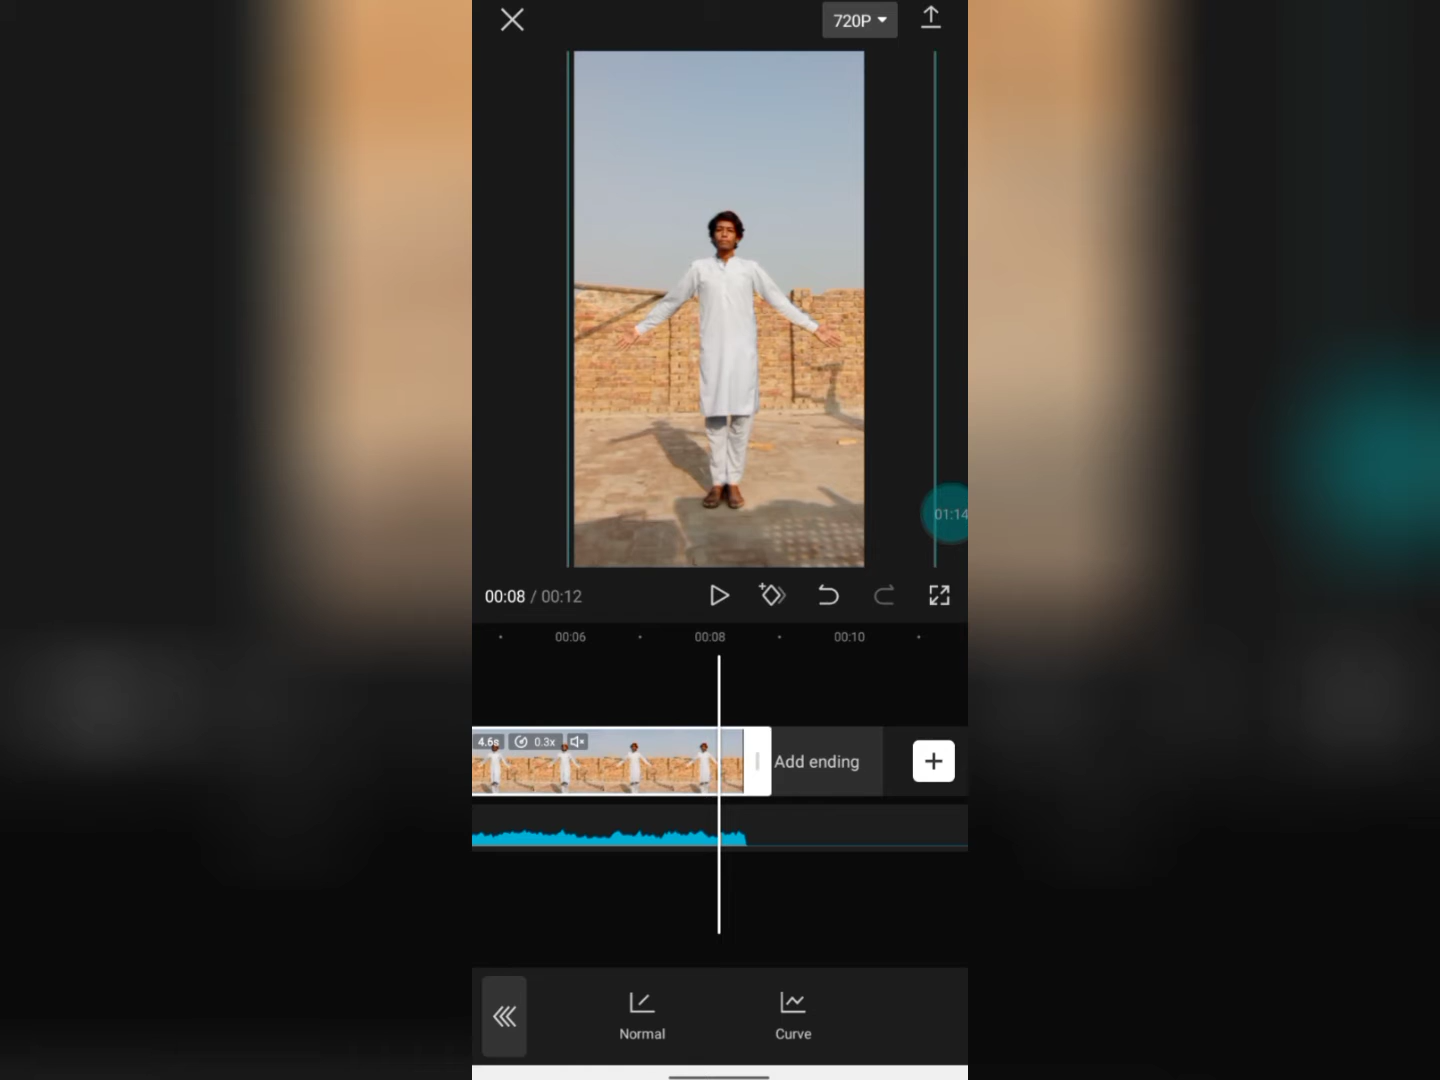 720P
01:14
00:08 / 00:12
00:06
00:08
00:10
4.6s
0.3x
Add ending
Normal
Curve